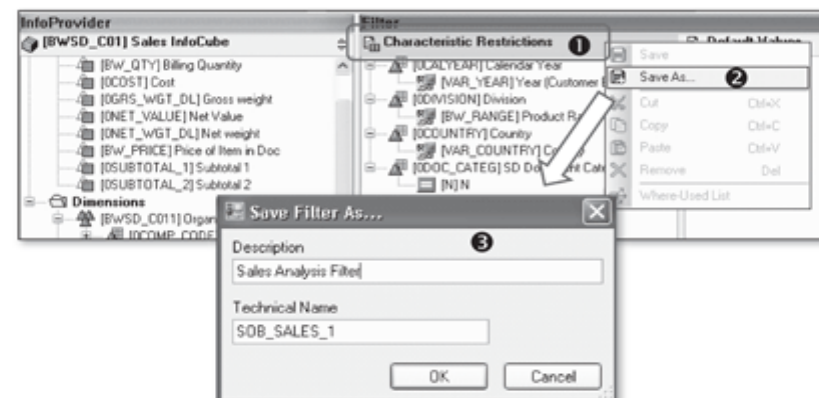 InfoProvider
[BWSD_C01] Sales InfoCube
[BW_QTY] Billing Quantity
[0COST] Cost
[0GRS_WGT_DL] Gross weight
[0NET_VALUE] Net Value
[0NET_WGT_DL] Net weight
[BW_PRICE] Price of Item in Doc
[0SUBTOTAL_1] Subtotal 1
[0SUBTOTAL_2] Subtotal 2
Dimensions
[BWSD_C011] Organ
[0COMP_CODE
Filter
Characteristic Restrictions ❶
[0CALYEAR] Calendar Year
[VAR_YEAR] Year (Customer
[0DIVISION] Division
[BW_RANGE] Product
[0COUNTRY] Country
[VAR_COUNTRY]
[0DOC_CATEG] SD
[N] N
Default Values
Save
Save As... ❷
Cut Ctrl+X
Copy Ctrl+C
Paste Ctrl+V
Remove Del
Where-Used List
Save Filter As...
❸
Description
Sales Analysis Filter
Technical Name
SOB_SALES_1
OK Cancel